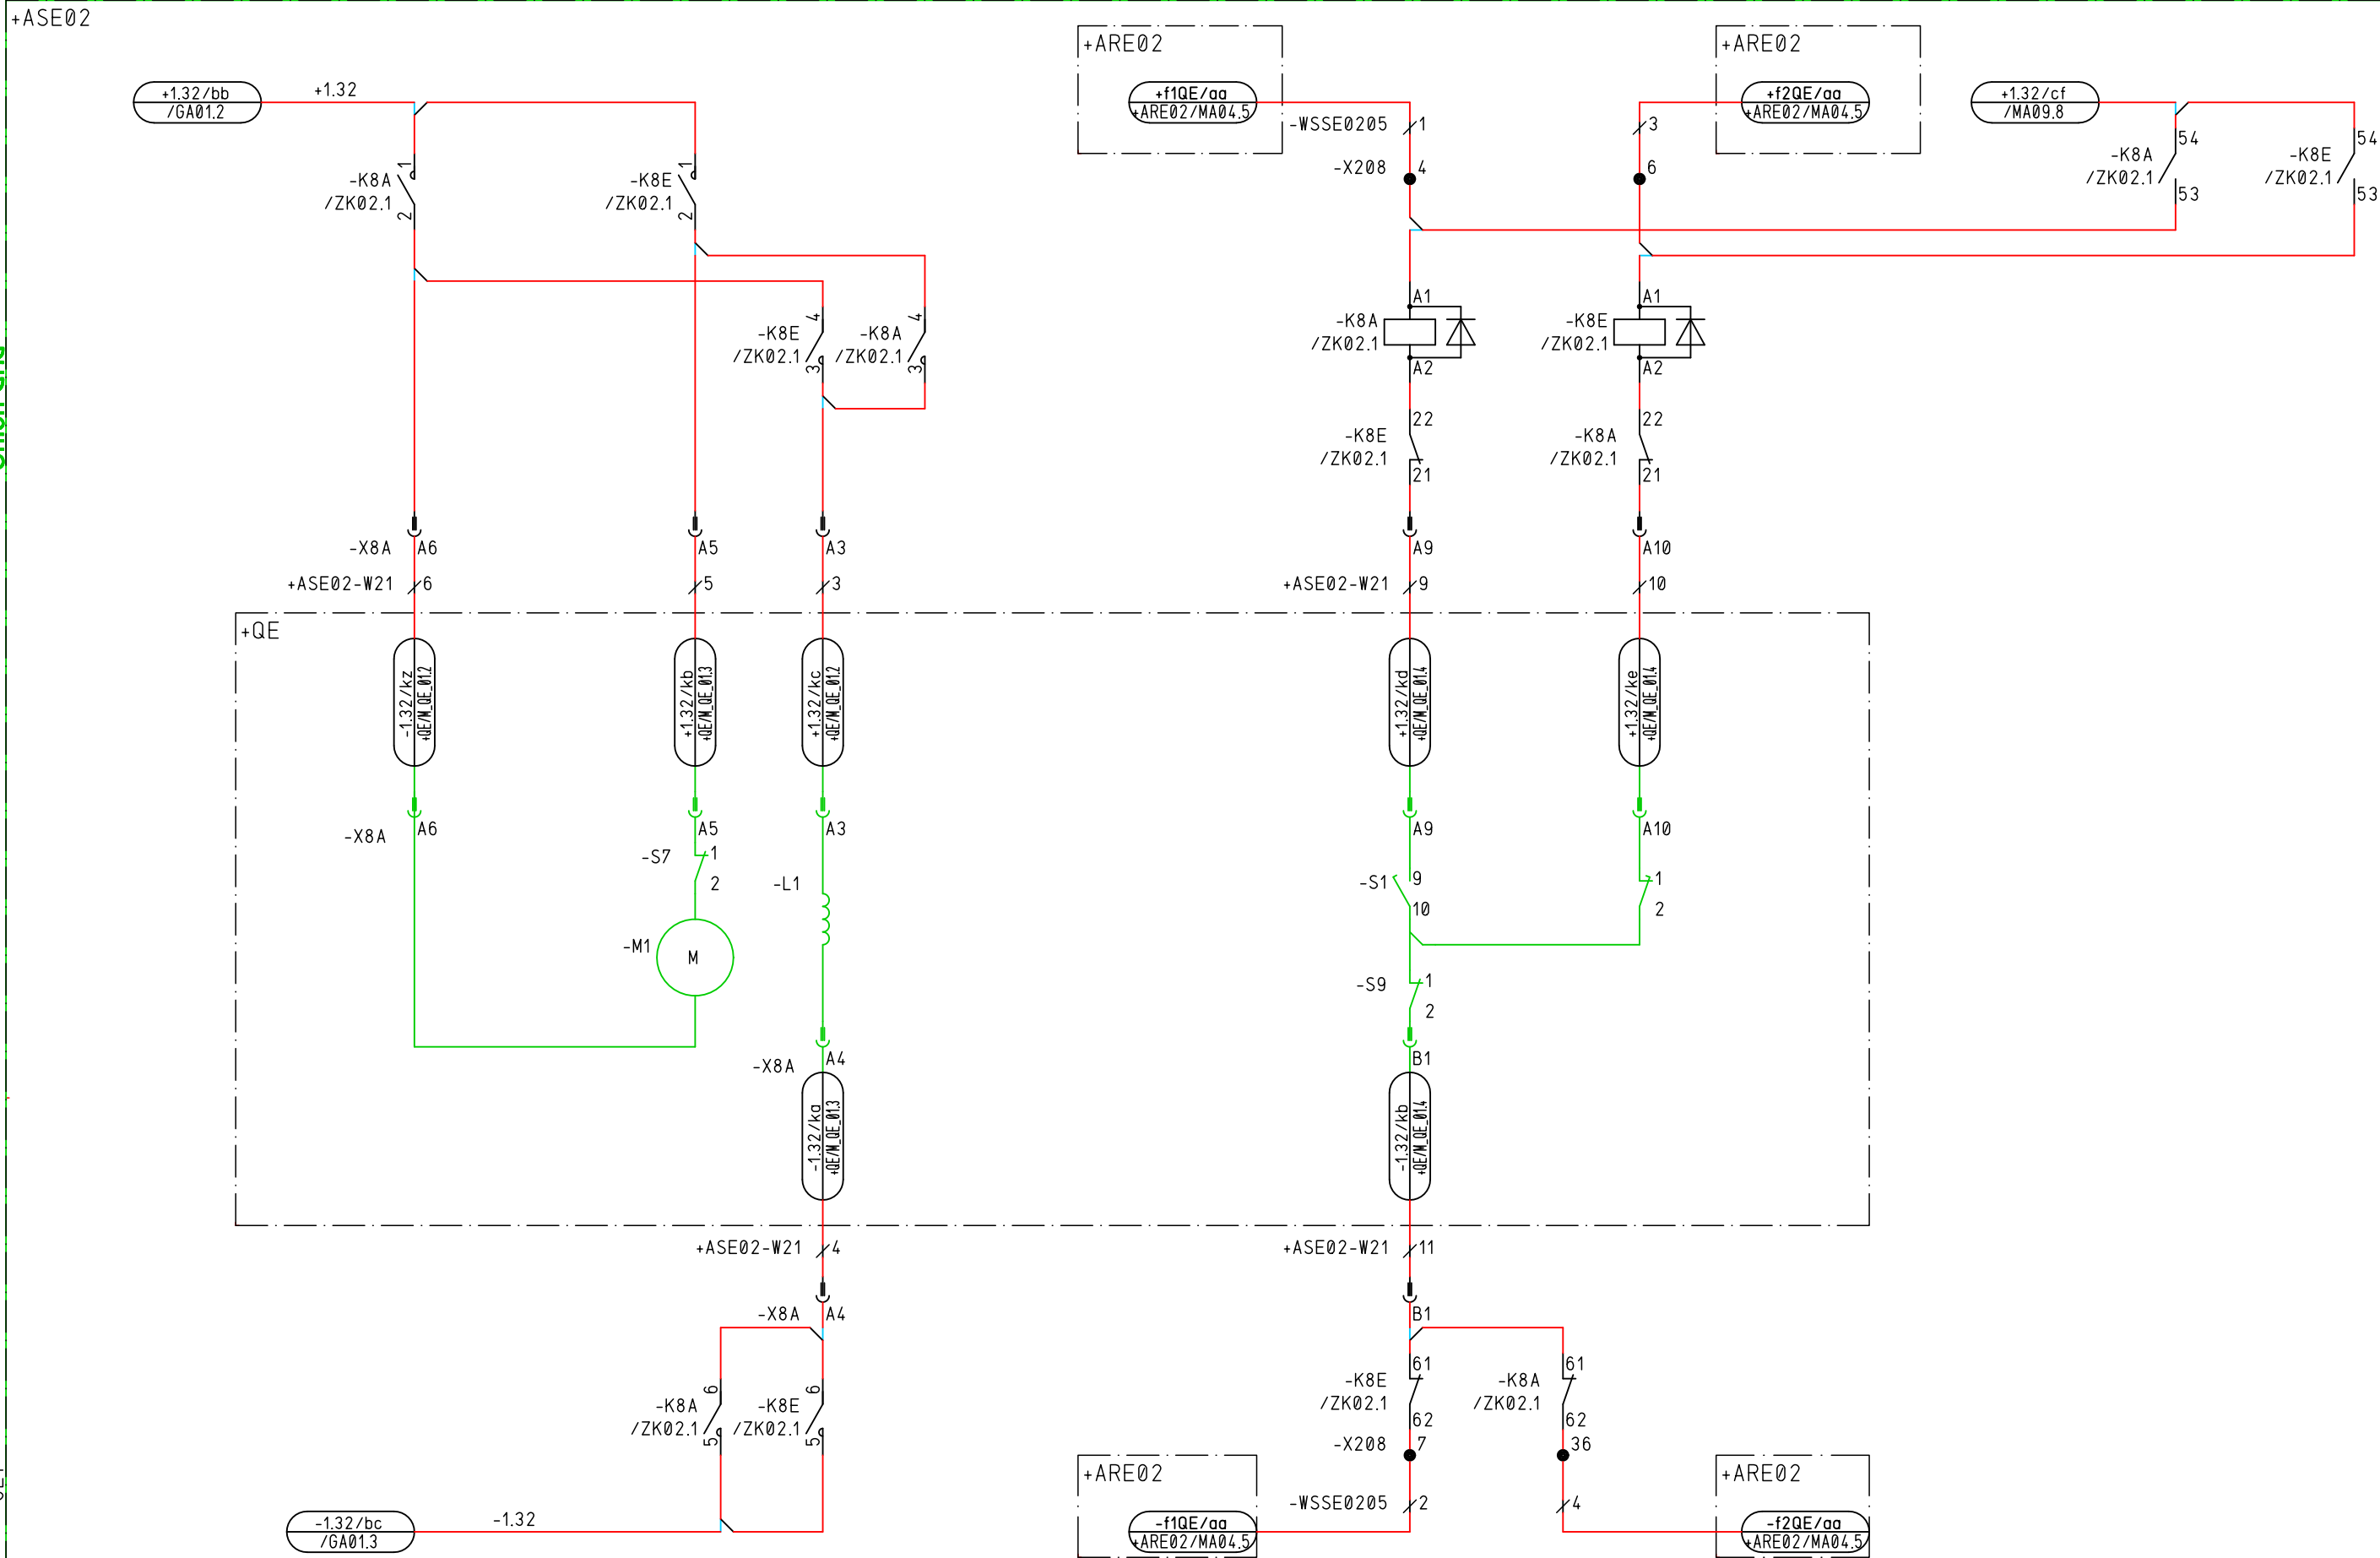 +ASE02
+ARE02
+ARE02
+1.32/bb
/GA01.2
+1.32
+f1QE/aa
+ARE02/MA04.5
+f2QE/aa
+ARE02/MA04.5
+1.32/cf
/MA09.8
-WSSE0205
1
3
-X208
4
6
-K8A
/ZK02.1
1
2
-K8E
/ZK02.1
1
2
-K8A
/ZK02.1
54
53
-K8E
/ZK02.1
54
53
-K8E
/ZK02.1
4
3
-K8A
/ZK02.1
4
3
-K8A
/ZK02.1
A1
A2
-K8E
/ZK02.1
A1
A2
-K8E
/ZK02.1
22
21
-K8A
/ZK02.1
22
21
-X8A
A6
A5
A3
A9
A10
+ASE02-W21
6
5
3
+ASE02-W21
9
10
+QE
-1.32/kz
+QE/M_QE_01.2
+1.32/kb
+QE/M_QE_01.3
+1.32/kc
+QE/M_QE_01.2
+1.32/kd
+QE/M_QE_01.4
+1.32/ke
+QE/M_QE_01.4
-X8A
A6
A5
A3
A9
A10
-S7
1
2
-L1
-S1
9
10
1
2
-M1
M
-S9
1
2
-X8A
A4
B1
-1.32/ka
+QE/M_QE_01.3
-1.32/kb
+QE/M_QE_01.4
+ASE02-W21
4
+ASE02-W21
11
-X8A
A4
B1
-K8A
/ZK02.1
6
5
-K8E
/ZK02.1
6
5
-K8E
/ZK02.1
61
62
-K8A
/ZK02.1
61
62
-X208
7
36
+ARE02
+ARE02
-WSSE0205
2
4
-1.32/bc
/GA01.3
-1.32
-f1QE/aa
+ARE02/MA04.5
-f2QE/aa
+ARE02/MA04.5